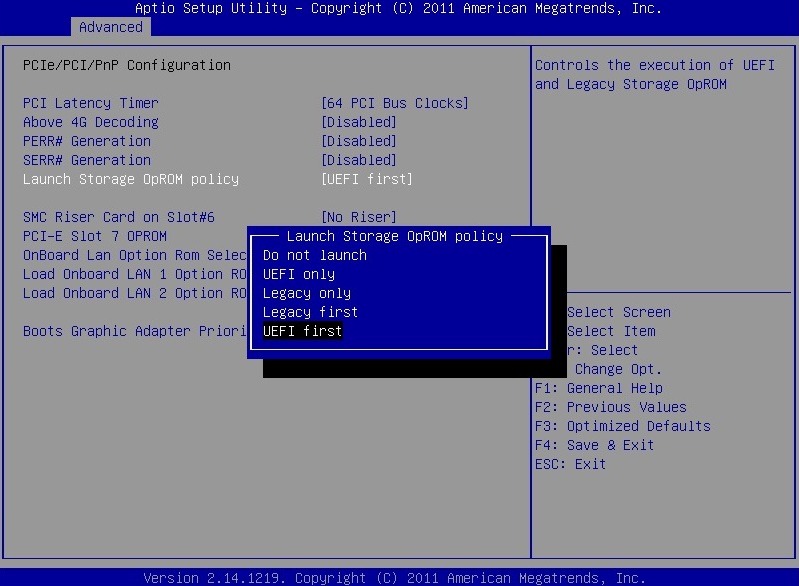 Aptio Setup Utility - Copyright (C) 2011 American Megatrends, Inc.
Advanced
PCIe/PCI/PnP Configuration
PCI Latency Timer [64 PCI Bus Clocks]
Above 4G Decoding [Disabled]
PERR# Generation [Disabled]
SERR# Generation [Disabled]
Launch Storage OpROM policy [UEFI first]
SMC Riser Card on Slot#6 [No Riser]
PCI-E Slot 7 OPROM
OnBoard Lan Option Rom Selec
Load Onboard LAN 1 Option RO
Load Onboard LAN 2 Option RO
Boots Graphic Adapter Priori
Launch Storage OpROM policy
Do not launch
UEFI only
Legacy only
Legacy first
UEFI first
Controls the execution of UEFI
and Legacy Storage OpROM
Select Screen
Select Item
r: Select
Change Opt.
F1: General Help
F2: Previous Values
F3: Optimized Defaults
F4: Save & Exit
ESC: Exit
Version 2.14.1219. Copyright (C) 2011 American Megatrends, Inc.